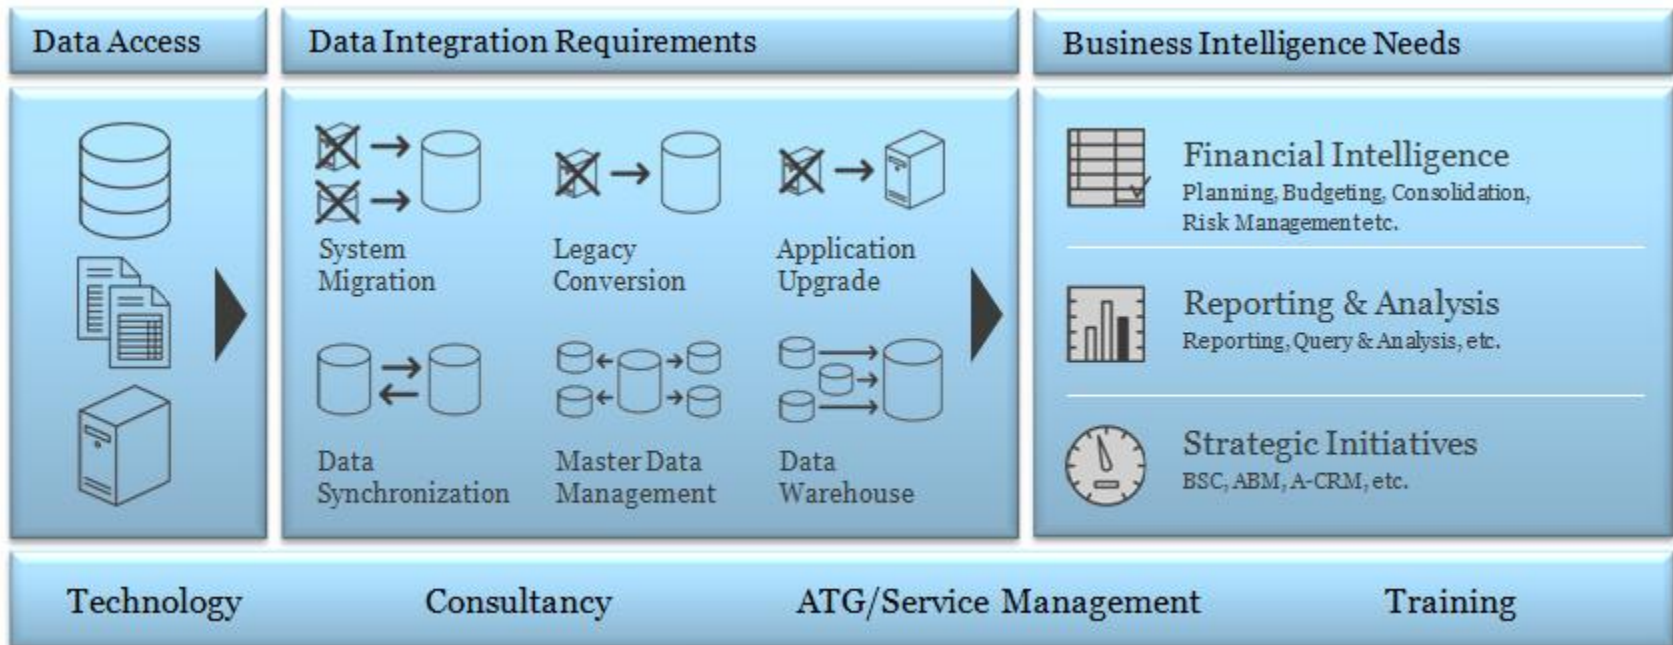 Data Access
Data Integration Requirements
Business Intelligence Needs
System
Migration
Legacy
Conversion
Application
Upgrade
Data
Synchronization
Master Data
Management
Data
Warehouse
Financial Intelligence
Planning, Budgeting, Consolidation,
Risk Management etc.
Reporting & Analysis
Reporting, Query & Analysis, etc.
Strategic Initiatives
BSC, ABM, A-CRM, etc.
Technology
Consultancy
ATG/Service Management
Training